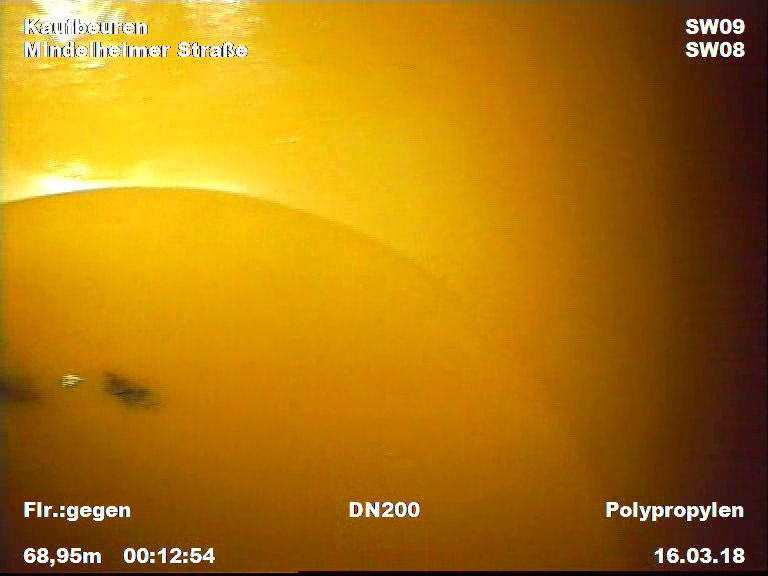 Kaufbeuren
Mindelheimer Straße
SW09
SW08
Flr.:gegen
DN200
Polypropylen
68,95m 00:12:54
16.03.18